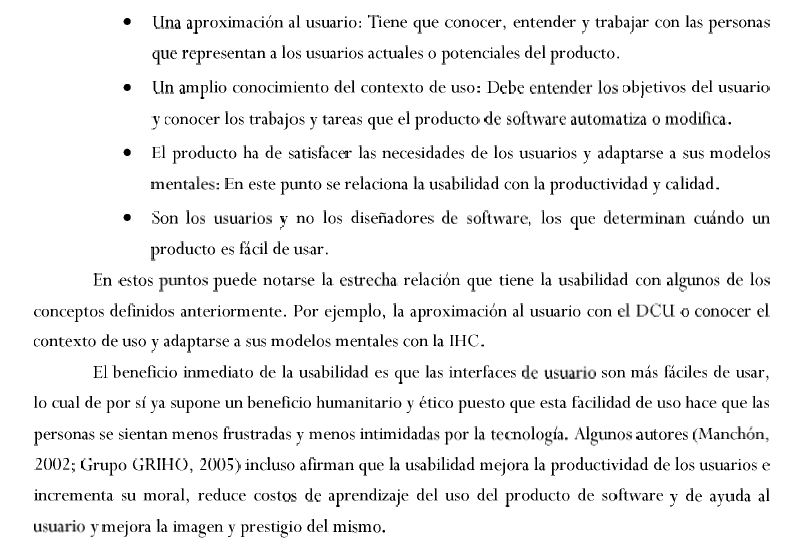 • Una aproximación al usuario: Tiene que conocer, entender y trabajar con las personas
que representan a los usuarios actuales o potenciales del producto.
• Un amplio conocimiento del contexto de uso: Debe entender los objetivos del usuario
y conocer los trabajos y tareas que el producto de software automatiza o modifica.
• El producto ha de satisfacer las necesidades de los usuarios y adaptarse a sus modelos
mentales: En este punto se relaciona la usabilidad con la productividad y calidad.
• Son los usuarios y no los diseñadores de software, los que determinan cuándo un
producto es fácil de usar.
En estos puntos puede notarse la estrecha relación que tiene la usabilidad con algunos de los
conceptos definidos anteriormente. Por ejemplo, la aproximación al usuario con el DCU o conocer el
contexto de uso y adaptarse a sus modelos mentales con la IHC.
El beneficio inmediato de la usabilidad es que las interfaces de usuario son más fáciles de usar,
lo cual de por sí ya supone un beneficio humanitario y ético puesto que esta facilidad de uso hace que las
personas se sientan menos frustradas y menos intimidadas por la tecnología. Algunos autores (Manchón,
2002; Grupo GRIHO, 2005) incluso afirman que la usabilidad mejora la productividad de los usuarios e
incrementa su moral, reduce costos de aprendizaje del uso del producto de software y de ayuda al
usuario y mejora la imagen y prestigio del mismo.